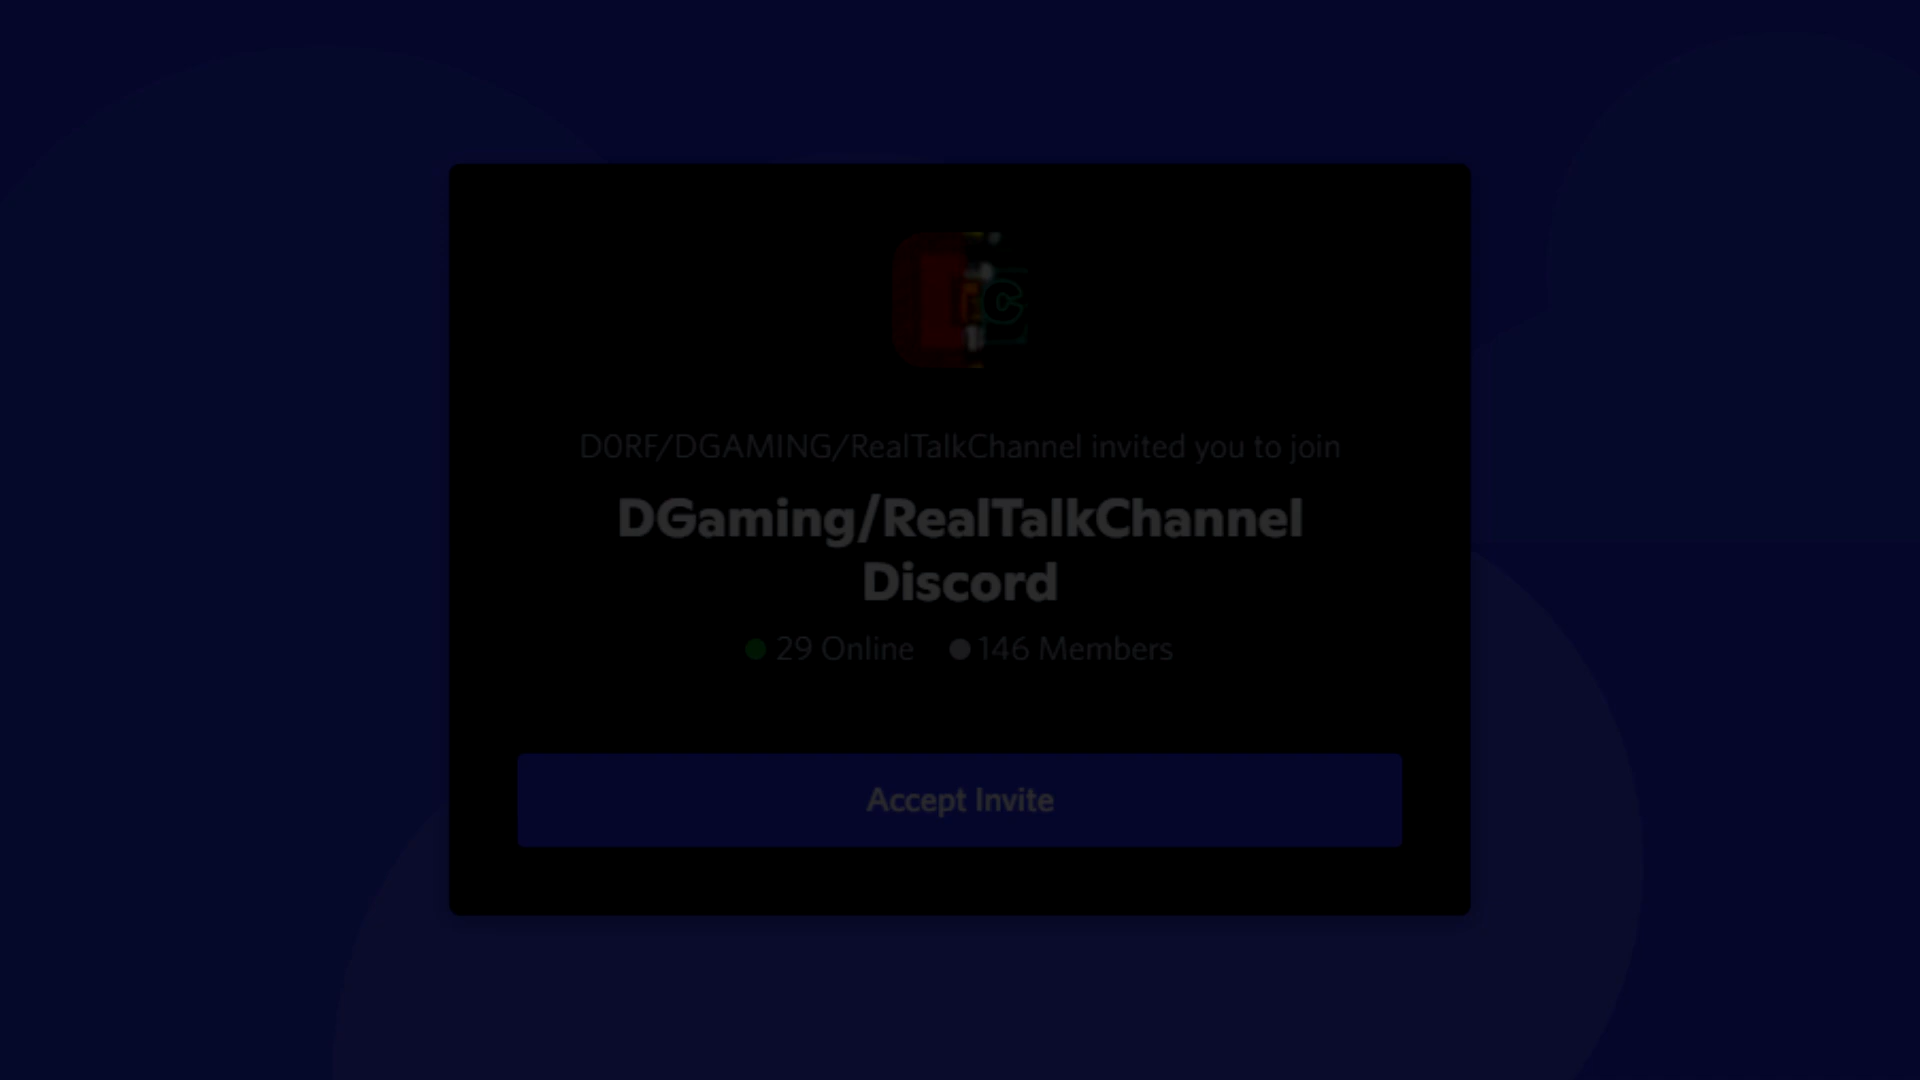 C
D0RF/DGAMING/RealTalkChannel invited you to join
DGaming/RealTalkChannel
Discord
29 Online 146 Members
Accept Invite